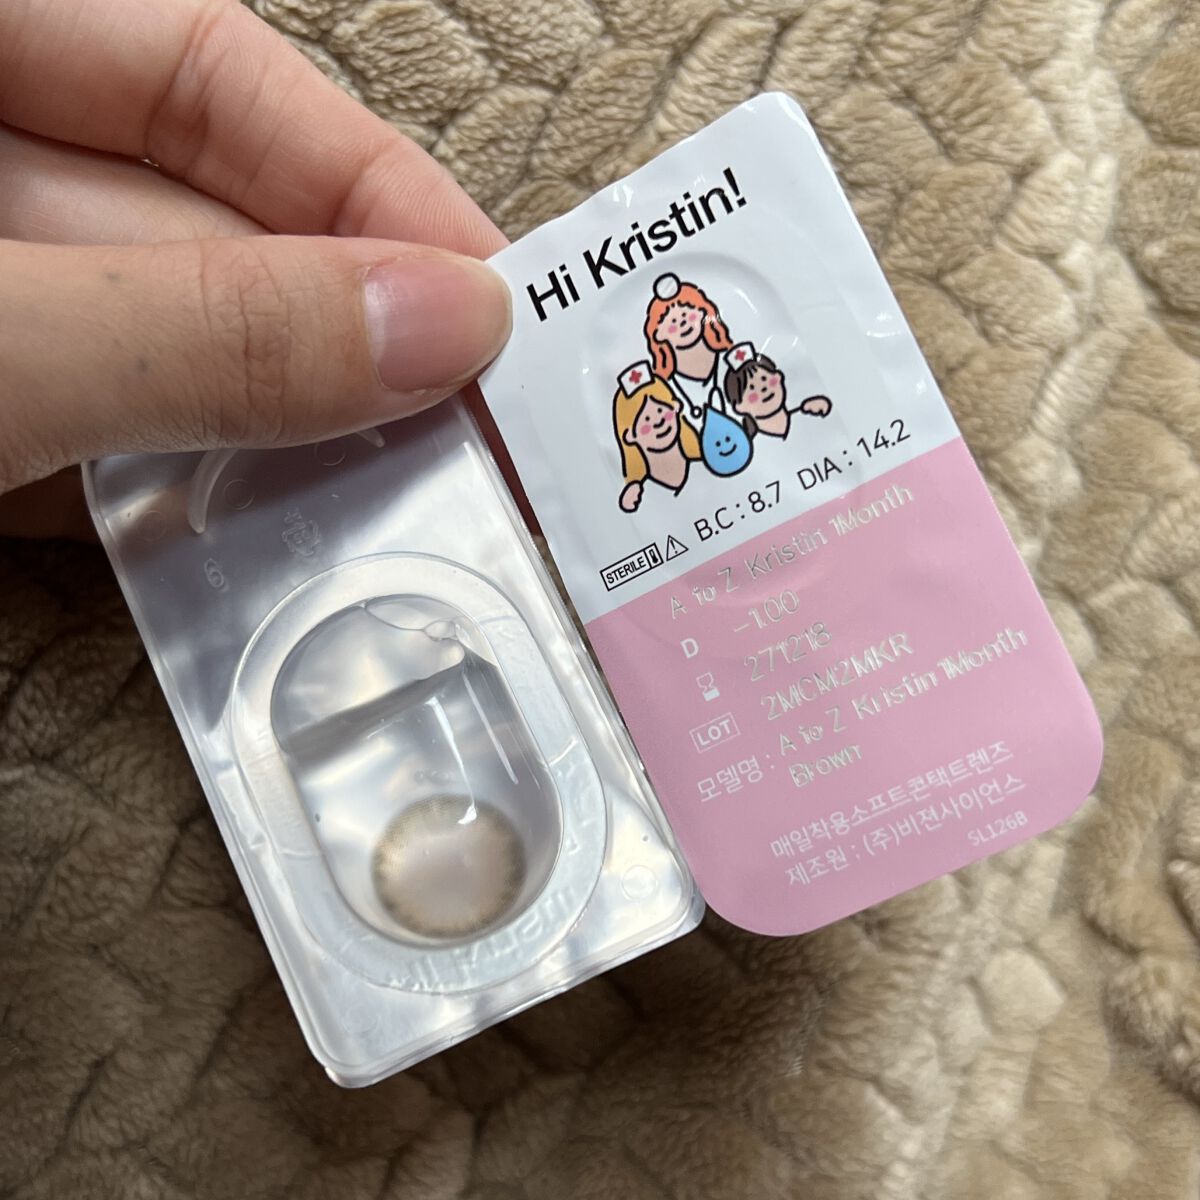 Hi Kristin!
STERILE B.C : 8.7 DIA : 14.2
A to Z Kristin 1Month
D -1.00
271218
LOT 2MCM2MKR
모델명 : A to Z Kristin 1Month
Brown
매일착용소프트콘택트렌즈
제조원 : (주)비젼사이언스
SL126B